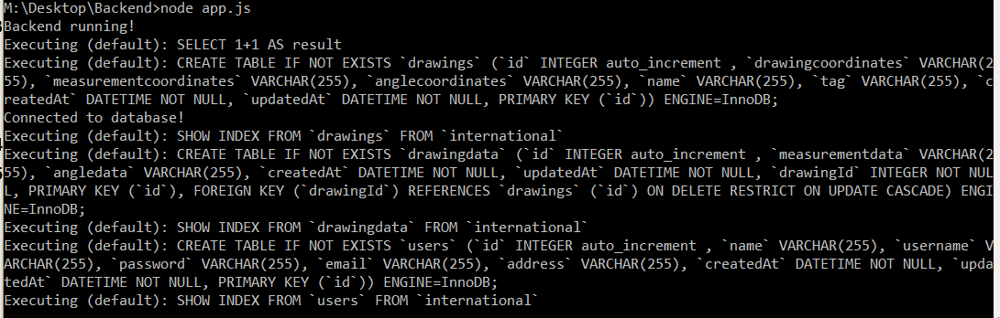 M:\Desktop\Backend>node app.js
Backend running!
Executing (default): SELECT 1+1 AS result
Executing (default): CREATE TABLE IF NOT EXISTS `drawings` (`id` INTEGER auto_increment , `drawingcoordinates` VARCHAR(2
55), `measurementcoordinates` VARCHAR(255), `anglecoordinates` VARCHAR(255), `name` VARCHAR(255), `tag` VARCHAR(255), `c
reatedAt` DATETIME NOT NULL, `updatedAt` DATETIME NOT NULL, PRIMARY KEY (`id`)) ENGINE=InnoDB;
Connected to database!
Executing (default): SHOW INDEX FROM `drawings` FROM `international`
Executing (default): CREATE TABLE IF NOT EXISTS `drawingdata` (`id` INTEGER auto_increment , `measurementdata` VARCHAR(2
55), `angledata` VARCHAR(255), `createdAt` DATETIME NOT NULL, `updatedAt` DATETIME NOT NULL, `drawingId` INTEGER NOT NUL
L, PRIMARY KEY (`id`), FOREIGN KEY (`drawingId`) REFERENCES `drawings` (`id`) ON DELETE RESTRICT ON UPDATE CASCADE) ENGI
NE=InnoDB;
Executing (default): SHOW INDEX FROM `drawingdata` FROM `international`
Executing (default): CREATE TABLE IF NOT EXISTS `users` (`id` INTEGER auto_increment , `name` VARCHAR(255), `username` V
ARCHAR(255), `password` VARCHAR(255), `email` VARCHAR(255), `address` VARCHAR(255), `createdAt` DATETIME NOT NULL, `upda
tedAt` DATETIME NOT NULL, PRIMARY KEY (`id`)) ENGINE=InnoDB;
Executing (default): SHOW INDEX FROM `users` FROM `international`